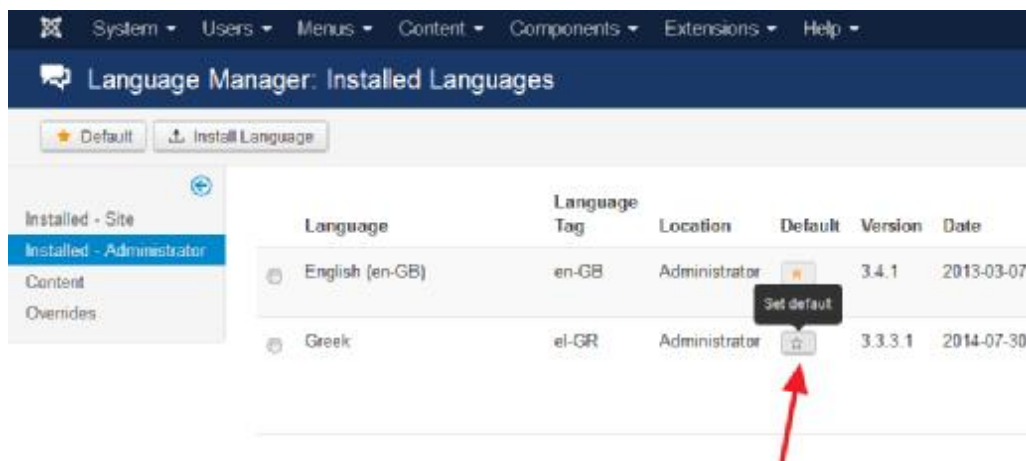 System Users Menus Content Components Extensions Help
Language Manager: Installed Languages
Default Install Language
Installed - Site
Installed - Administrator
Content
Overrides
Language Language Tag Location Default Version Date
English (en-GB) en-GB Administrator 3.4.1 2013-03-07
Set default
Greek el-GR Administrator 3.3.3.1 2014-07-30